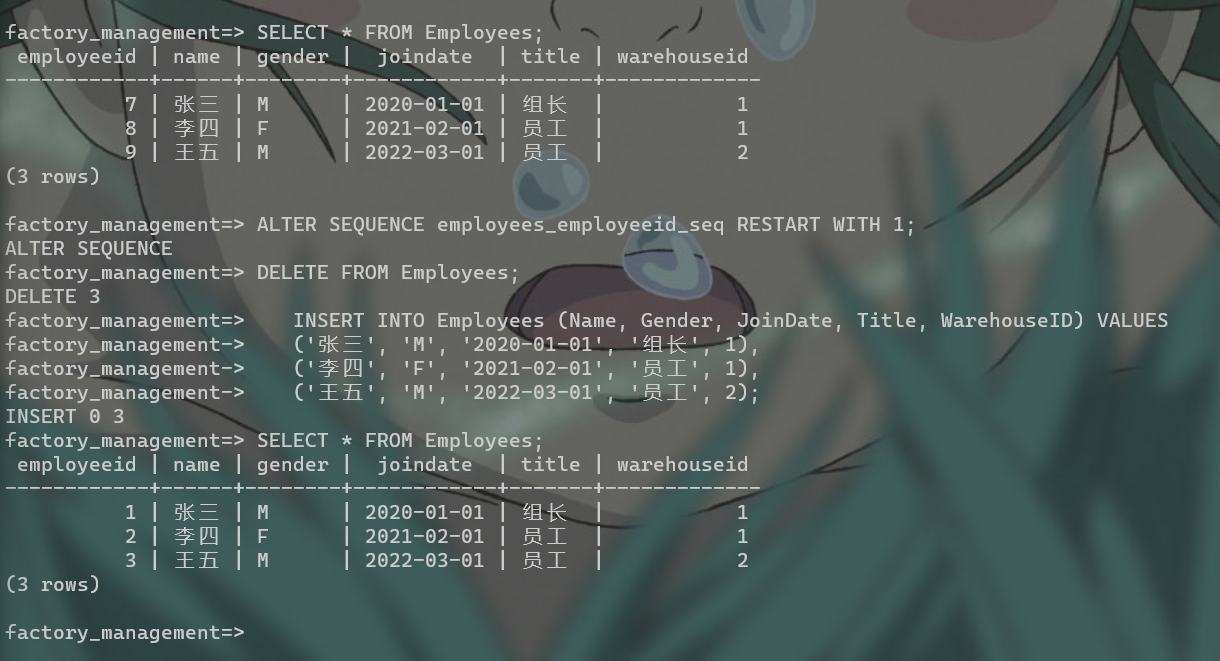 factory_management=> SELECT * FROM Employees;
 employeeid | name | gender |  joindate  | title | warehouseid
------------+------+--------+------------+-------+-------------
          7 | 张三 | M      | 2020-01-01 | 组长  |           1
          8 | 李四 | F      | 2021-02-01 | 员工  |           1
          9 | 王五 | M      | 2022-03-01 | 员工  |           2
(3 rows)

factory_management=> ALTER SEQUENCE employees_employeeid_seq RESTART WITH 1;
ALTER SEQUENCE
factory_management=> DELETE FROM Employees;
DELETE 3
factory_management=>    INSERT INTO Employees (Name, Gender, JoinDate, Title, WarehouseID) VALUES
factory_management->    ('张三', 'M', '2020-01-01', '组长', 1),
factory_management->    ('李四', 'F', '2021-02-01', '员工', 1),
factory_management->    ('王五', 'M', '2022-03-01', '员工', 2);
INSERT 0 3
factory_management=> SELECT * FROM Employees;
 employeeid | name | gender |  joindate  | title | warehouseid
------------+------+--------+------------+-------+-------------
          1 | 张三 | M      | 2020-01-01 | 组长  |           1
          2 | 李四 | F      | 2021-02-01 | 员工  |           1
          3 | 王五 | M      | 2022-03-01 | 员工  |           2
(3 rows)

factory_management=>